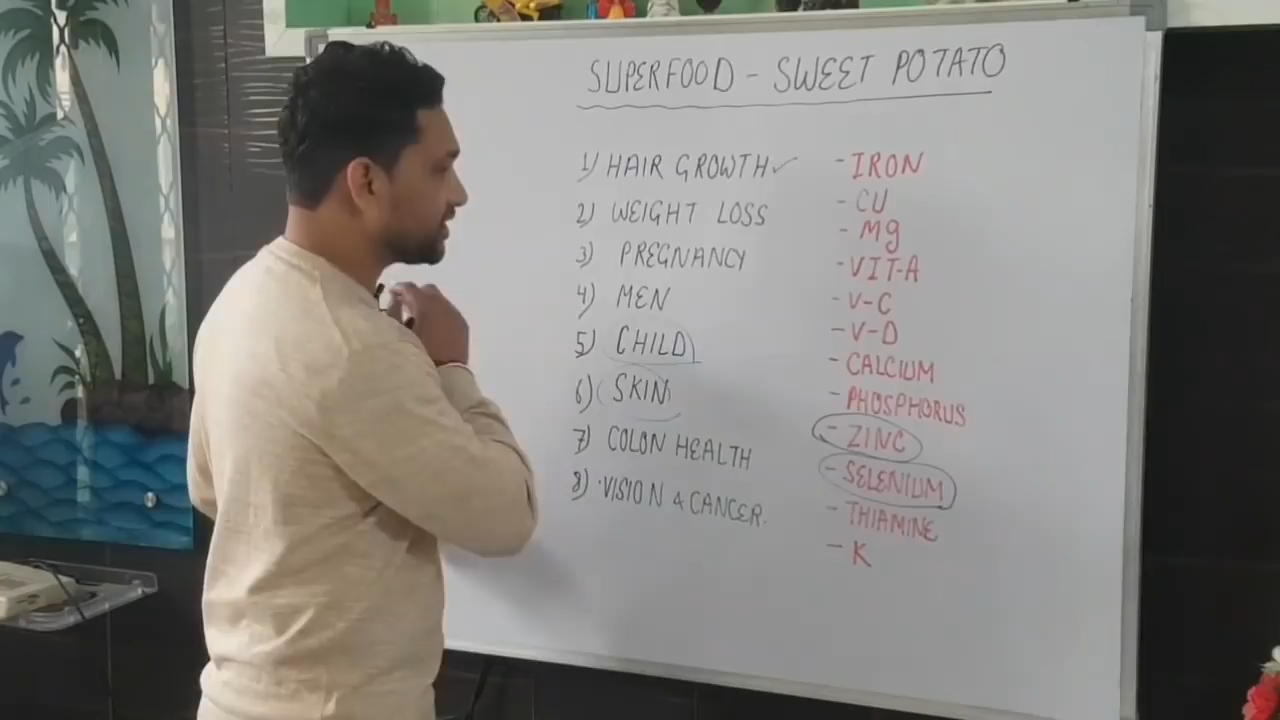 SUPERFOOD - SWEET POTATO
1) HAIR GROWTH ✓
2) WEIGHT LOSS
3) PREGNANCY
4) MEN
5) CHILD
6) SKIN
7) COLON HEALTH
8) VISION & CANCER.
- IRON
- CU
- Mg
- VIT-A
- V-C
- V-D
- CALCIUM
- PHOSPHORUS
- ZINC
- SELENIUM
- THIAMINE
- K